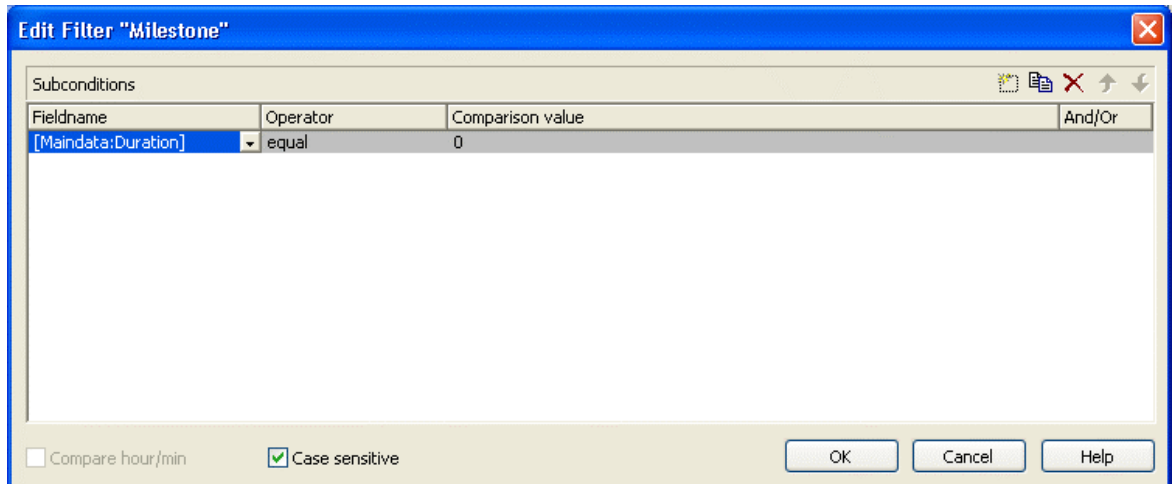 Edit Filter "Milestone"
Subconditions
Fieldname Operator Comparison value And/Or
[Maindata:Duration] equal 0
Compare hour/min Case sensitive OK Cancel Help